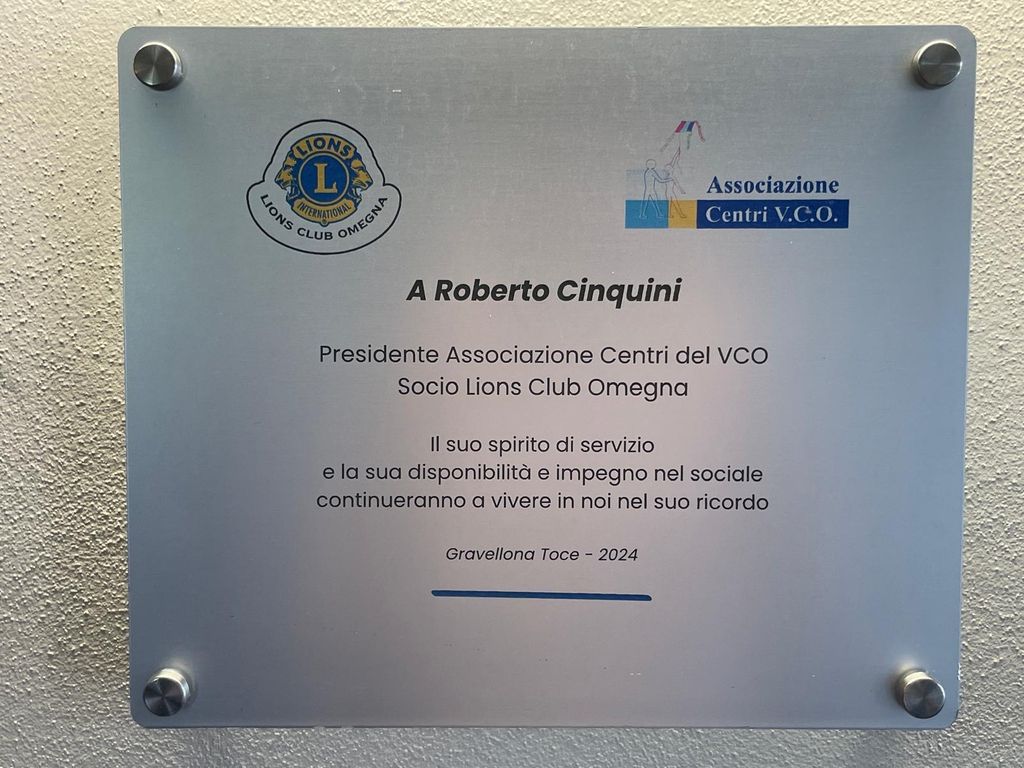 LIONS
L
INTERNATIONAL
LIONS CLUB OMEGNA
Associazione
Centri V.C.O.
A Roberto Cinquini
Presidente Associazione Centri del VCO
Socio Lions Club Omegna
Il suo spirito di servizio
e la sua disponibilità e impegno nel sociale
continueranno a vivere in noi nel suo ricordo
Gravellona Toce - 2024